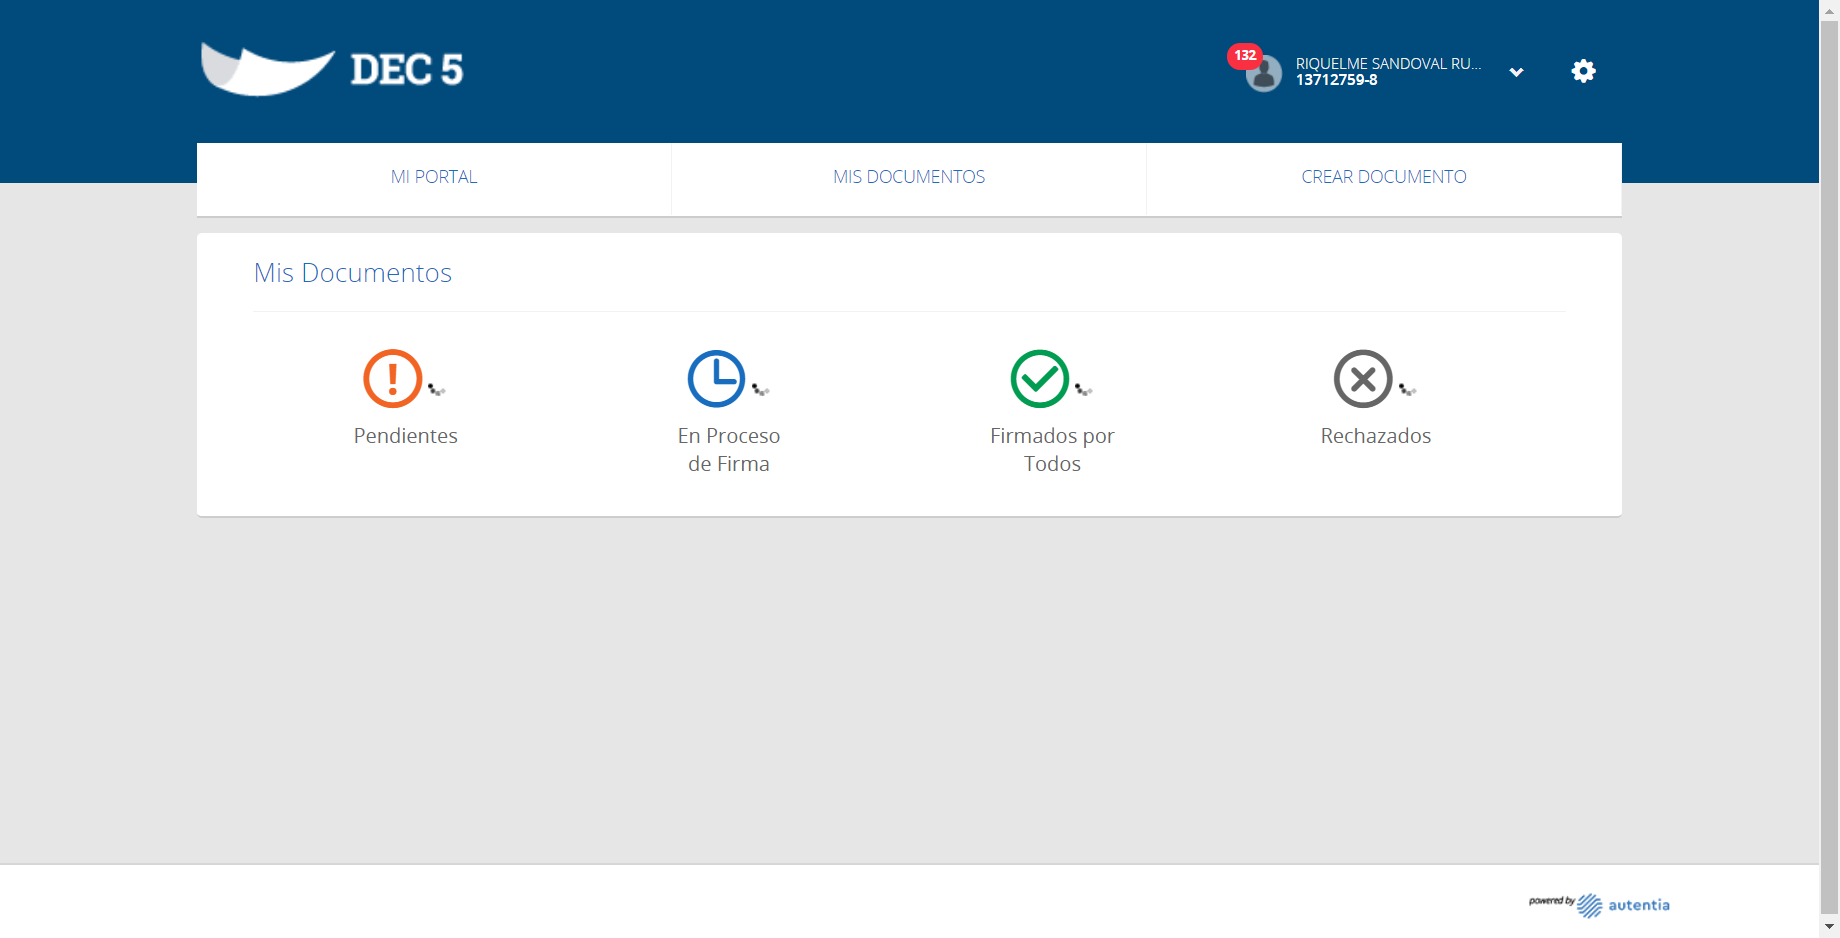 DEC 5
132
RIQUELME SANDOVAL RU...
13712759-8
MI PORTAL
MIS DOCUMENTOS
CREAR DOCUMENTO
Mis Documentos
Pendientes
En Proceso
de Firma
Firmados por
Todos
Rechazados
powered by autentia